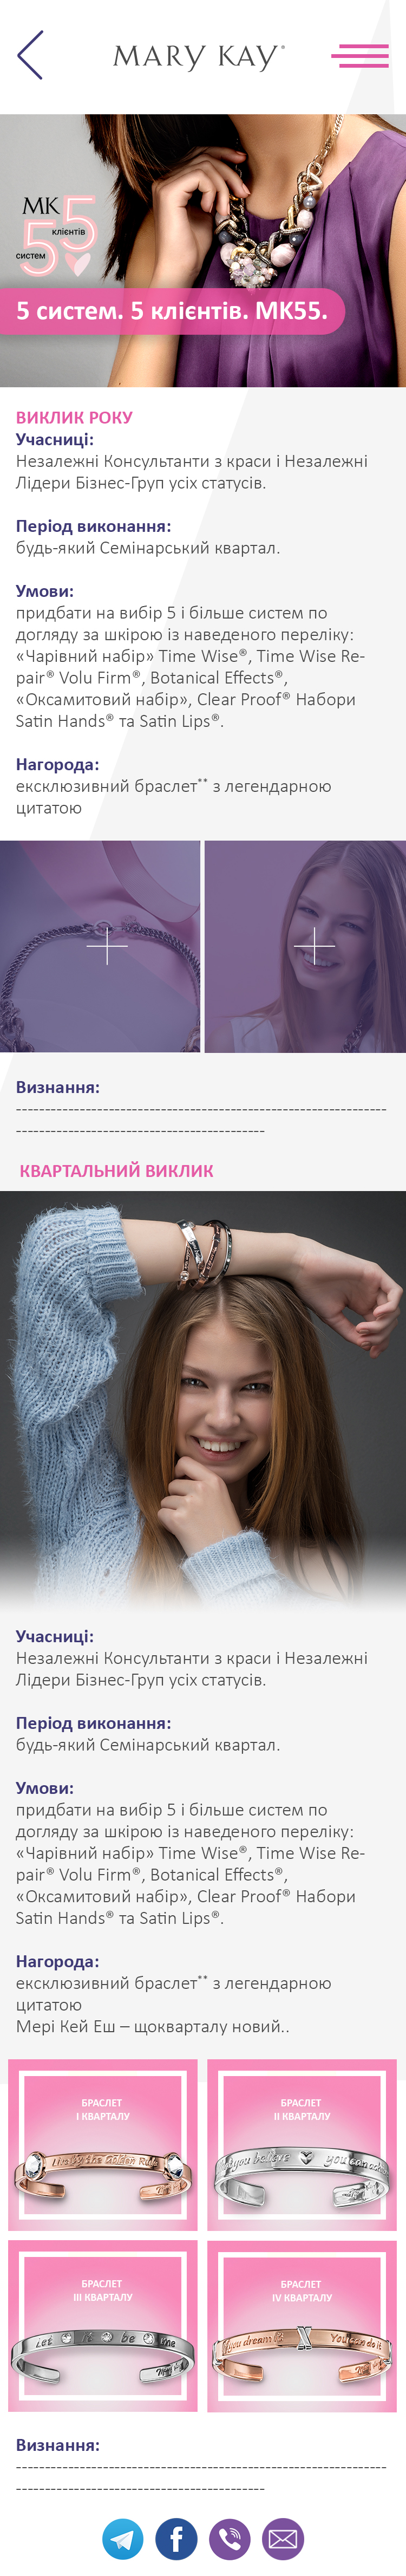 MARY KAY®
MK
55
клієнтів
систем
5 систем. 5 клієнтів. МК55.
ВИКЛИК РОКУ
Учасниці:
Незалежні Консультанти з краси і Незалежні
Лідери Бізнес-Груп усіх статусів.
Період виконання:
будь-який Семінарський квартал.
Умови:
придбати на вибір 5 і більше систем по
догляду за шкірою із наведеного переліку:
«Чарівний набір» Time Wise®, Time Wise Re-
pair® Volu Firm®, Botanical Effects®,
«Оксамитовий набір», Clear Proof® Набори
Satin Hands® та Satin Lips®.
Нагорода:
ексклюзивний браслет** з легендарною
цитатою
Визнання:
----------------------------------------------------------------
-------------------------------------------
КВАРТАЛЬНИЙ ВИКЛИК
Учасниці:
Незалежні Консультанти з краси і Незалежні
Лідери Бізнес-Груп усіх статусів.
Період виконання:
будь-який Семінарський квартал.
Умови:
придбати на вибір 5 і більше систем по
догляду за шкірою із наведеного переліку:
«Чарівний набір» Time Wise®, Time Wise Re-
pair® Volu Firm®, Botanical Effects®,
«Оксамитовий набір», Clear Proof® Набори
Satin Hands® та Satin Lips®.
Нагорода:
ексклюзивний браслет** з легендарною
цитатою
Мері Кей Еш – щокварталу новий..
БРАСЛЕТ
І КВАРТАЛУ
Live by the Golden Rule
БРАСЛЕТ
ІІ КВАРТАЛУ
you believe you can
БРАСЛЕТ
ІІІ КВАРТАЛУ
Let it be me
БРАСЛЕТ
IV КВАРТАЛУ
you dream it You can do it
Визнання:
----------------------------------------------------------------
-------------------------------------------